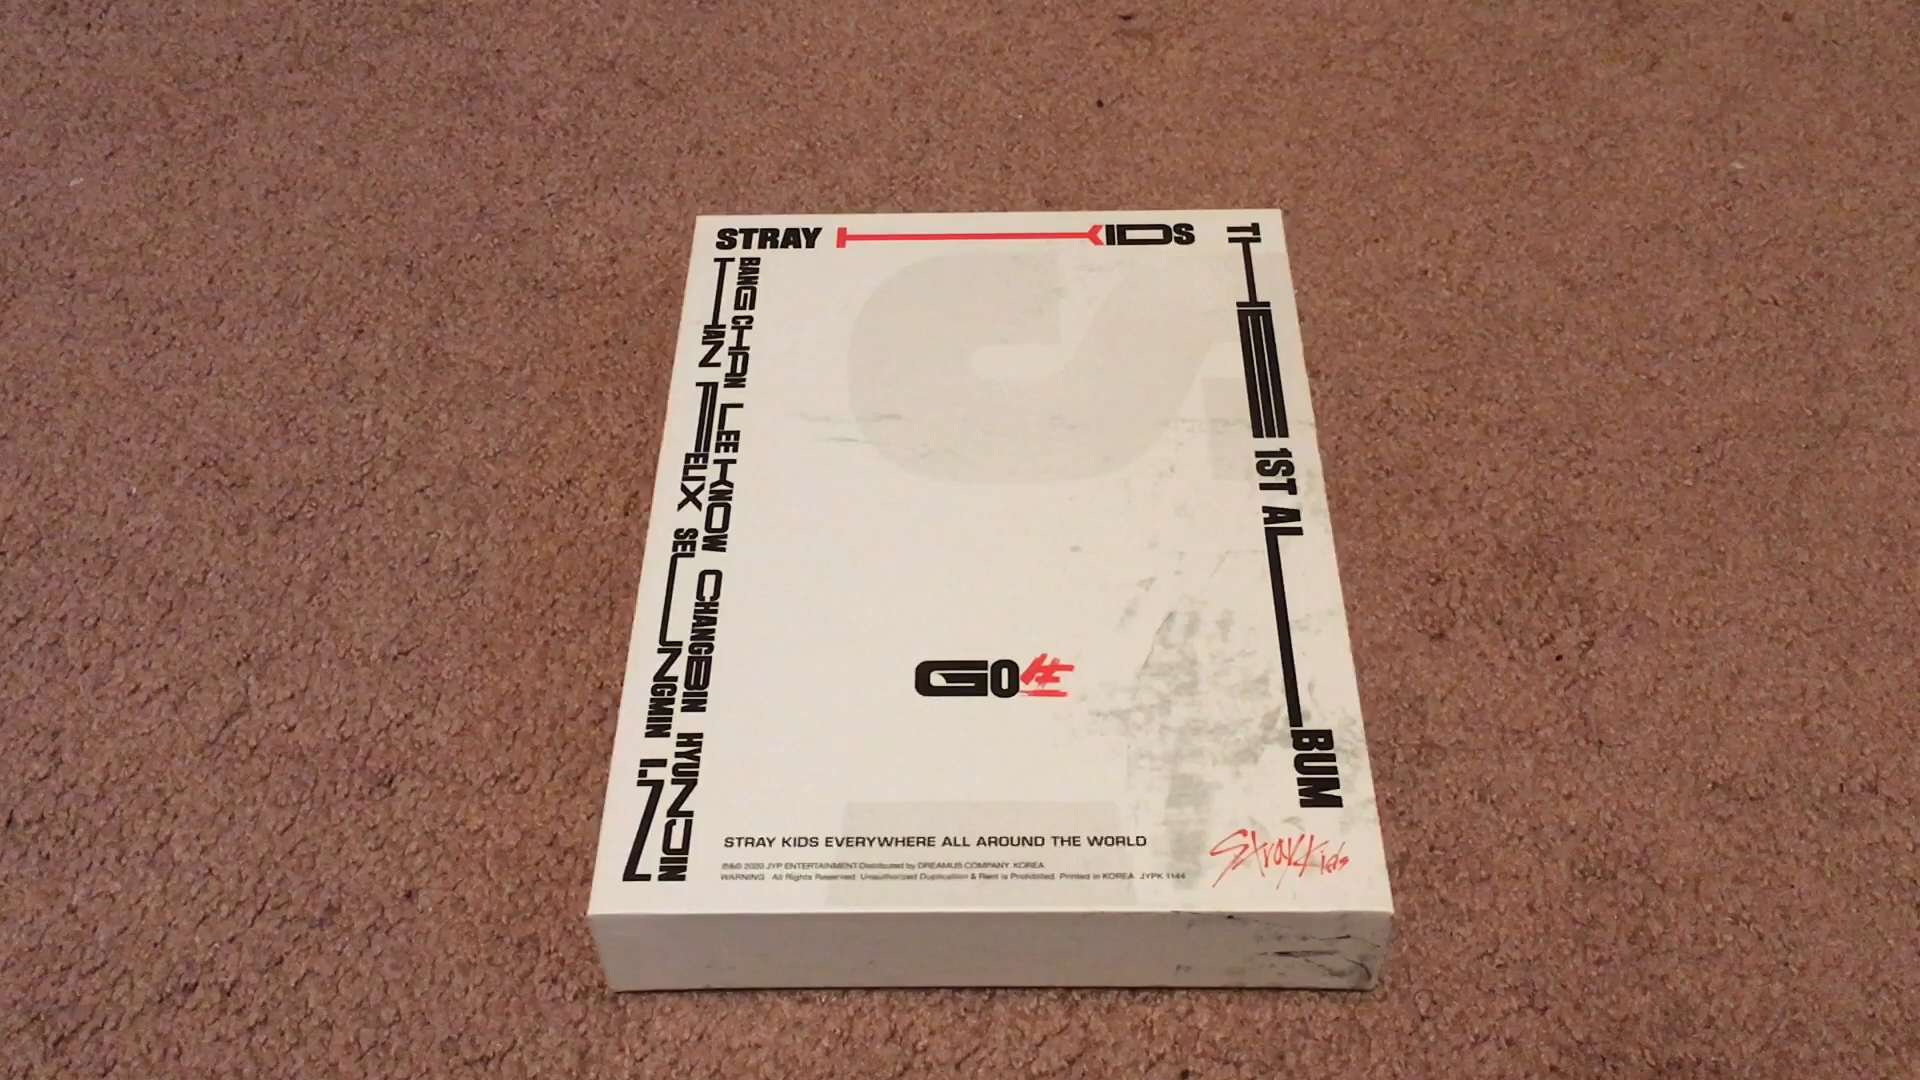 STRAY KIDS
THE 1ST ALBUM
BANG CHAN LEE KNOW CHANGBIN HYUNJIN
HAN FELIX SEUNGMIN I.N
GO生
STRAY KIDS EVERYWHERE ALL AROUND THE WORLD
℗&© 2020 JYP ENTERTAINMENT Distributed by DREAMUS COMPANY. KOREA.
WARNING: All Rights Reserved. Unauthorized Duplication & Rent is Prohibited. Printed in KOREA. JYPK 1144
Stray Kids